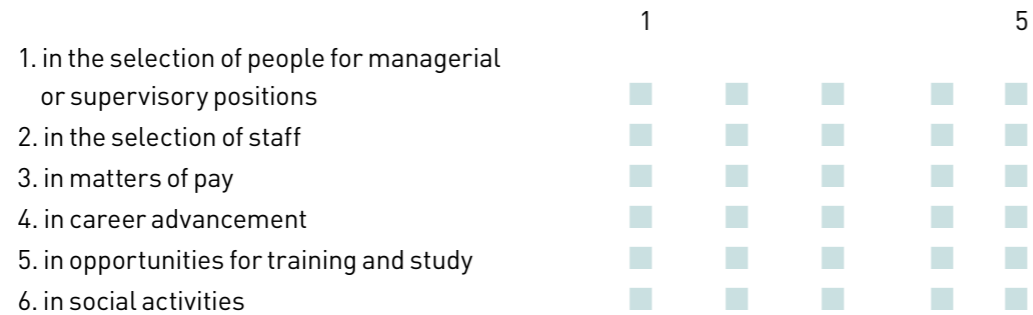 1 5
1. in the selection of people for managerial
or supervisory positions
2. in the selection of staff
3. in matters of pay
4. in career advancement
5. in opportunities for training and study
6. in social activities